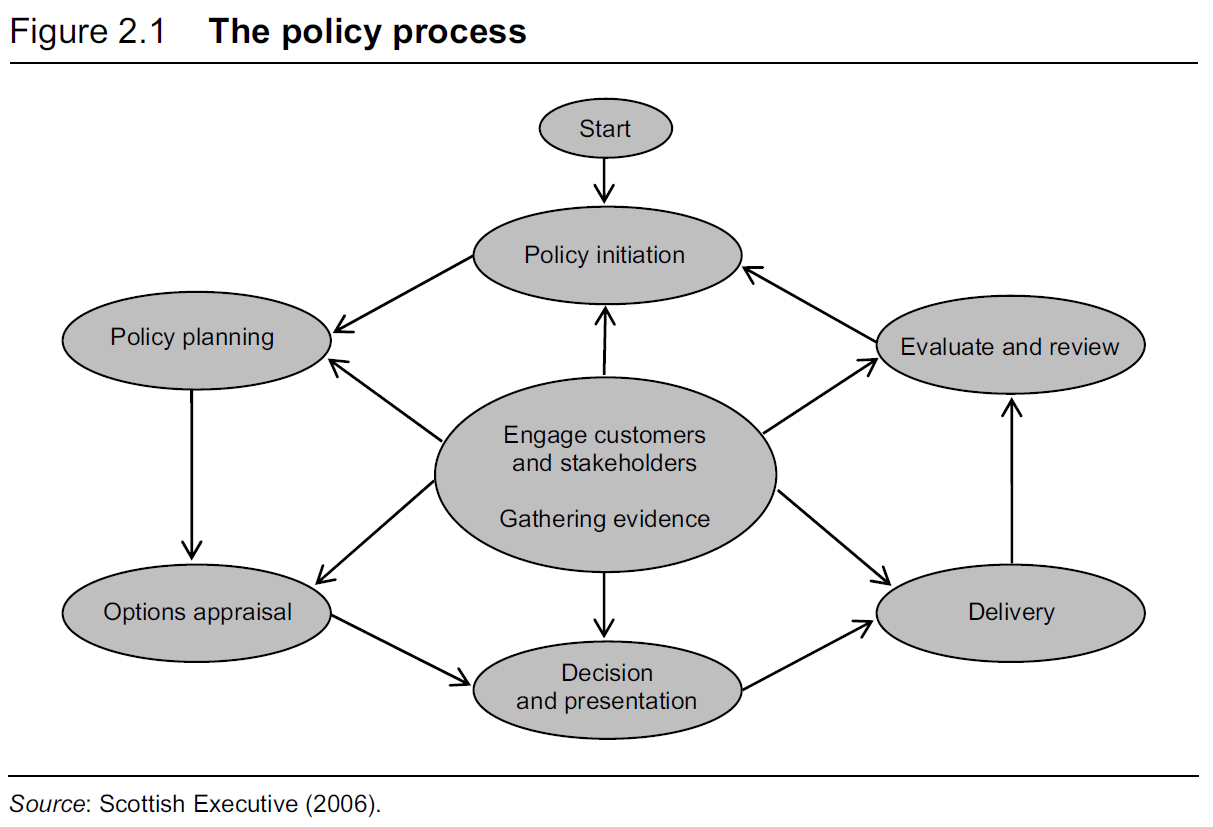 Figure 2.1 The policy process
Start
Policy initiation
Policy planning
Evaluate and review
Engage customers
and stakeholders
Gathering evidence
Options appraisal
Delivery
Decision
and presentation
Source: Scottish Executive (2006).